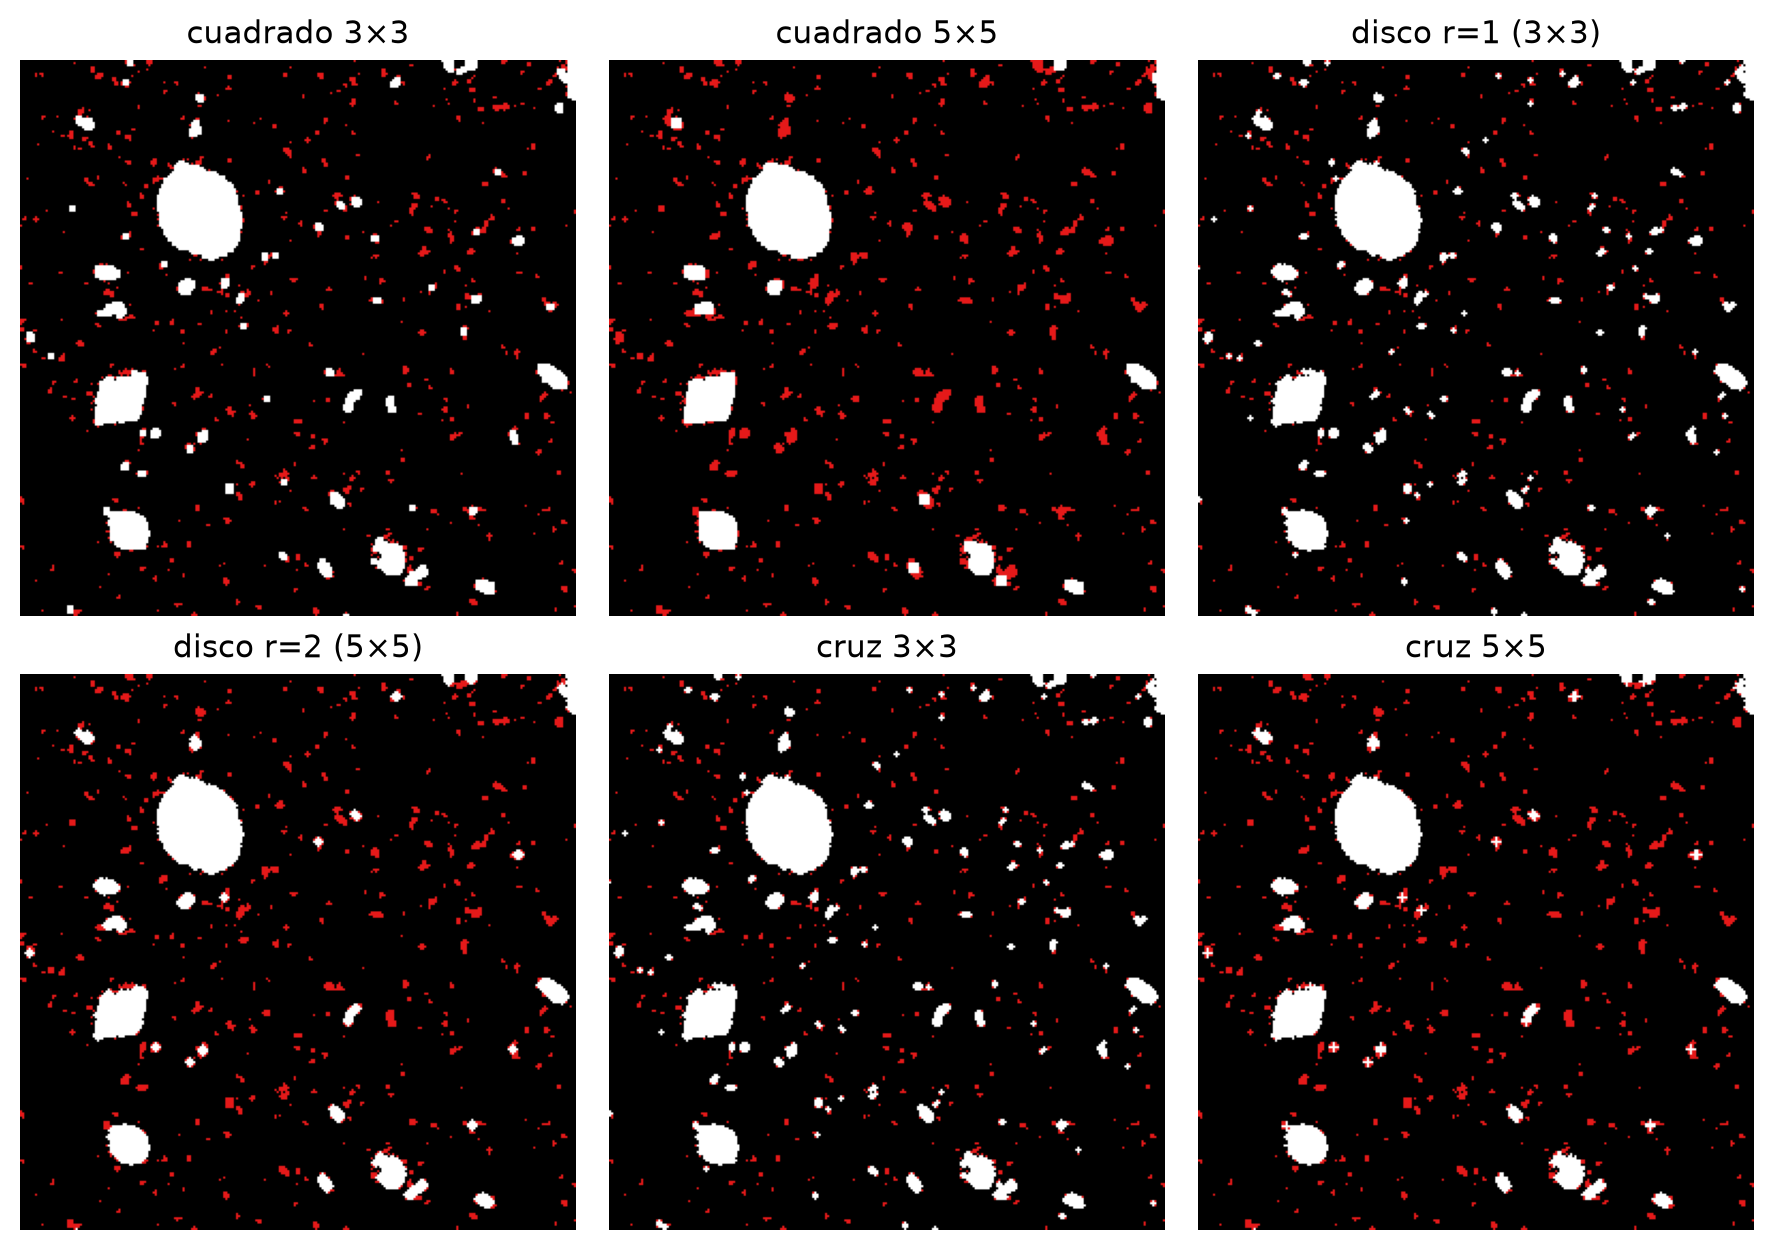 cuadrado 3×3
cuadrado 5×5
disco r=1 (3×3)
disco r=2 (5×5)
cruz 3×3
cruz 5×5